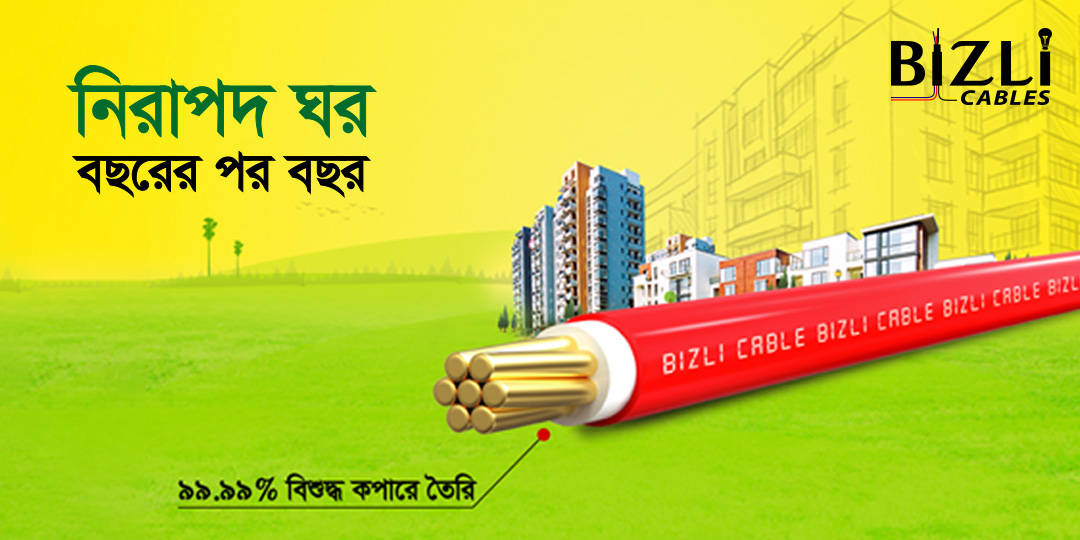 নিরাপদ ঘর
বছরের পর বছর
BIZLI
CABLES
BIZLI CABLE BIZLI CABLE BIZLI CABLE BIZL
৯৯.৯৯% বিশুদ্ধ কপারে তৈরি